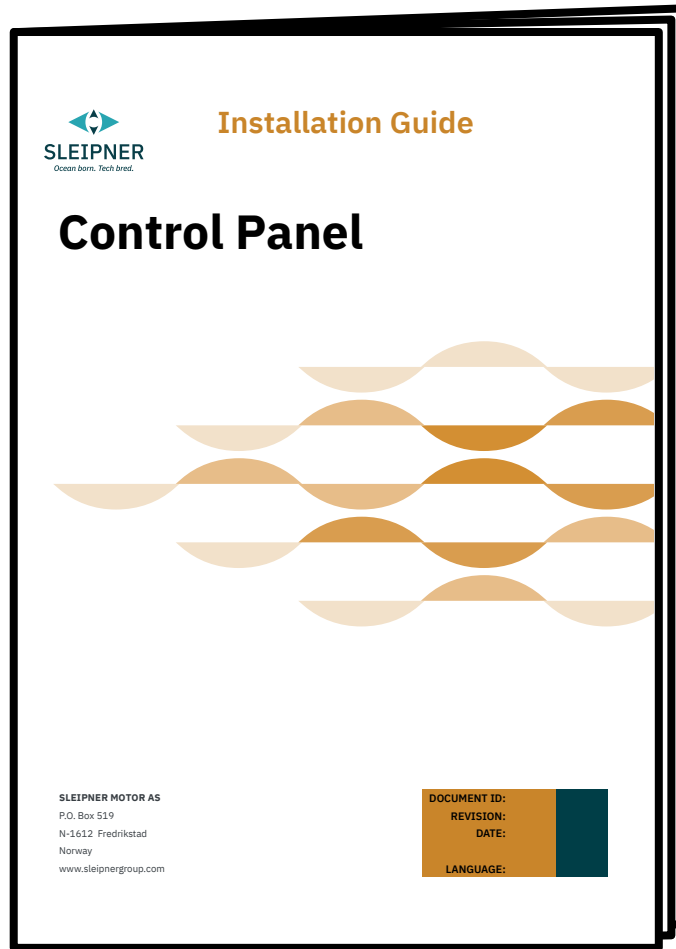 Installation Guide
SLEIPNER
Ocean born. Tech bred.
Control Panel
SLEIPNER MOTOR AS
P.O. Box 519
N-1612 Fredrikstad
Norway
www.sleipnergroup.com
DOCUMENT ID:
REVISION:
DATE:
LANGUAGE: